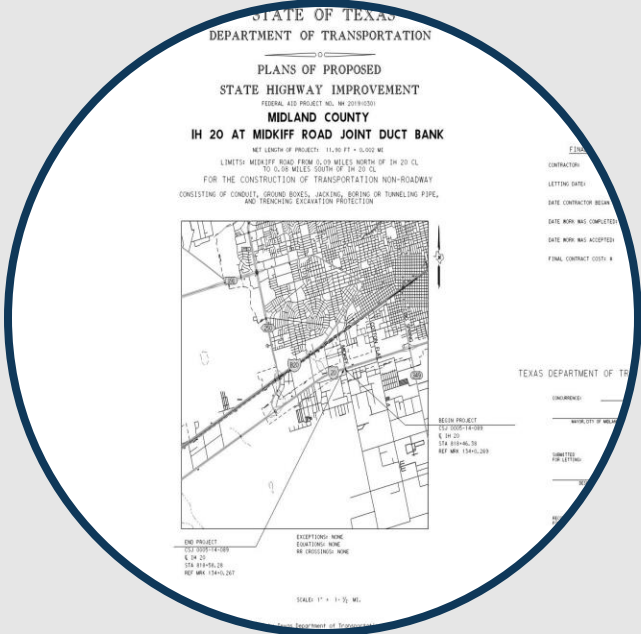 STATE OF TEXAS
DEPARTMENT OF TRANSPORTATION
PLANS OF PROPOSED
STATE HIGHWAY IMPROVEMENT
FEDERAL AID PROJECT NO. NH 2019(030)
MIDLAND COUNTY
IH 20 AT MIDKIFF ROAD JOINT DUCT BANK
NET LENGTH OF PROJECT: 11.90 FT = 0.002 MI
LIMITS: MIDKIFF ROAD FROM 0.09 MILES NORTH OF IH 20 CL
TO 0.08 MILES SOUTH OF IH 20 CL
FOR THE CONSTRUCTION OF TRANSPORTATION NON-ROADWAY
CONSISTING OF CONDUIT, GROUND BOXES, JACKING, BORING OR TUNNELING PIPE,
AND TRENCHING EXCAVATION PROTECTION
CONTRACTOR:
LETTING DATE:
DATE CONTRACTOR BEGAN
DATE WORK WAS COMPLETED:
DATE WORK WAS ACCEPTED:
FINAL CONTRACT COST: $
TEXAS DEPARTMENT OF TR
CONCURRENCE:
SUBMITTED
FOR LETTING:
BEGIN PROJECT
CSJ 0005-14-089
IH 20
STA 818+46.38
REF MRK 134+0.269
END PROJECT
CSJ 0005-14-089
IH 20
STA 818+58.28
REF MRK 134+0.267
EXCEPTIONS: NONE
EQUATIONS: NONE
RR CROSSINGS: NONE
SCALE: 1" = 1-½ MI.
Texas Department of Transportation